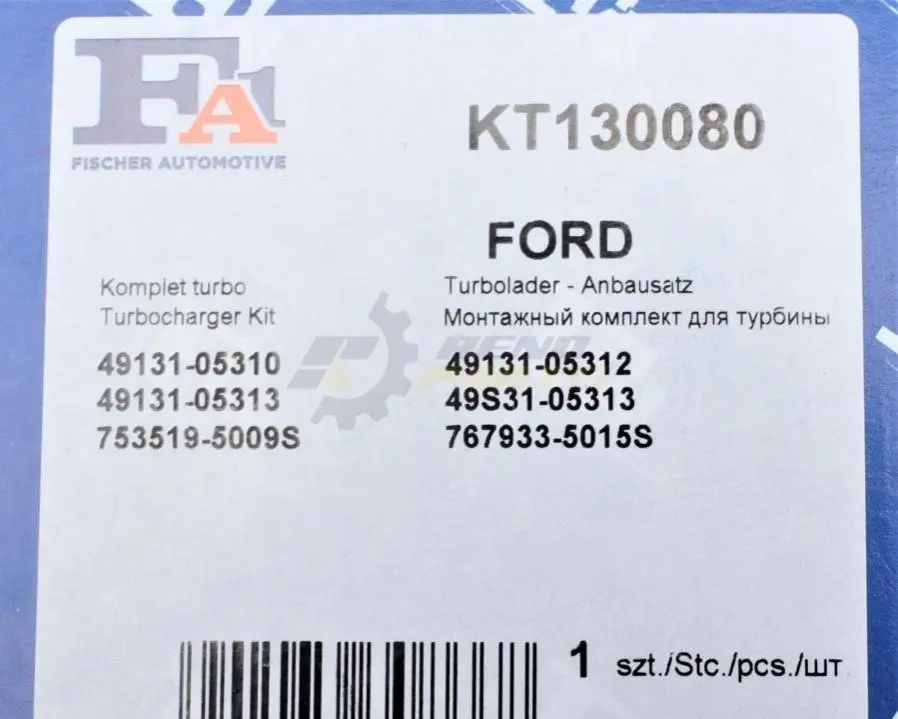 FA1
FISCHER AUTOMOTIVE
KT130080
FORD
Komplet turbo
Turbolader - Anbausatz
Turbocharger Kit
Монтажный комплект для турбины
49131-05310
49131-05312
49131-05313
49S31-05313
753519-5009S
767933-5015S
1 szt./Stc./pcs./шт